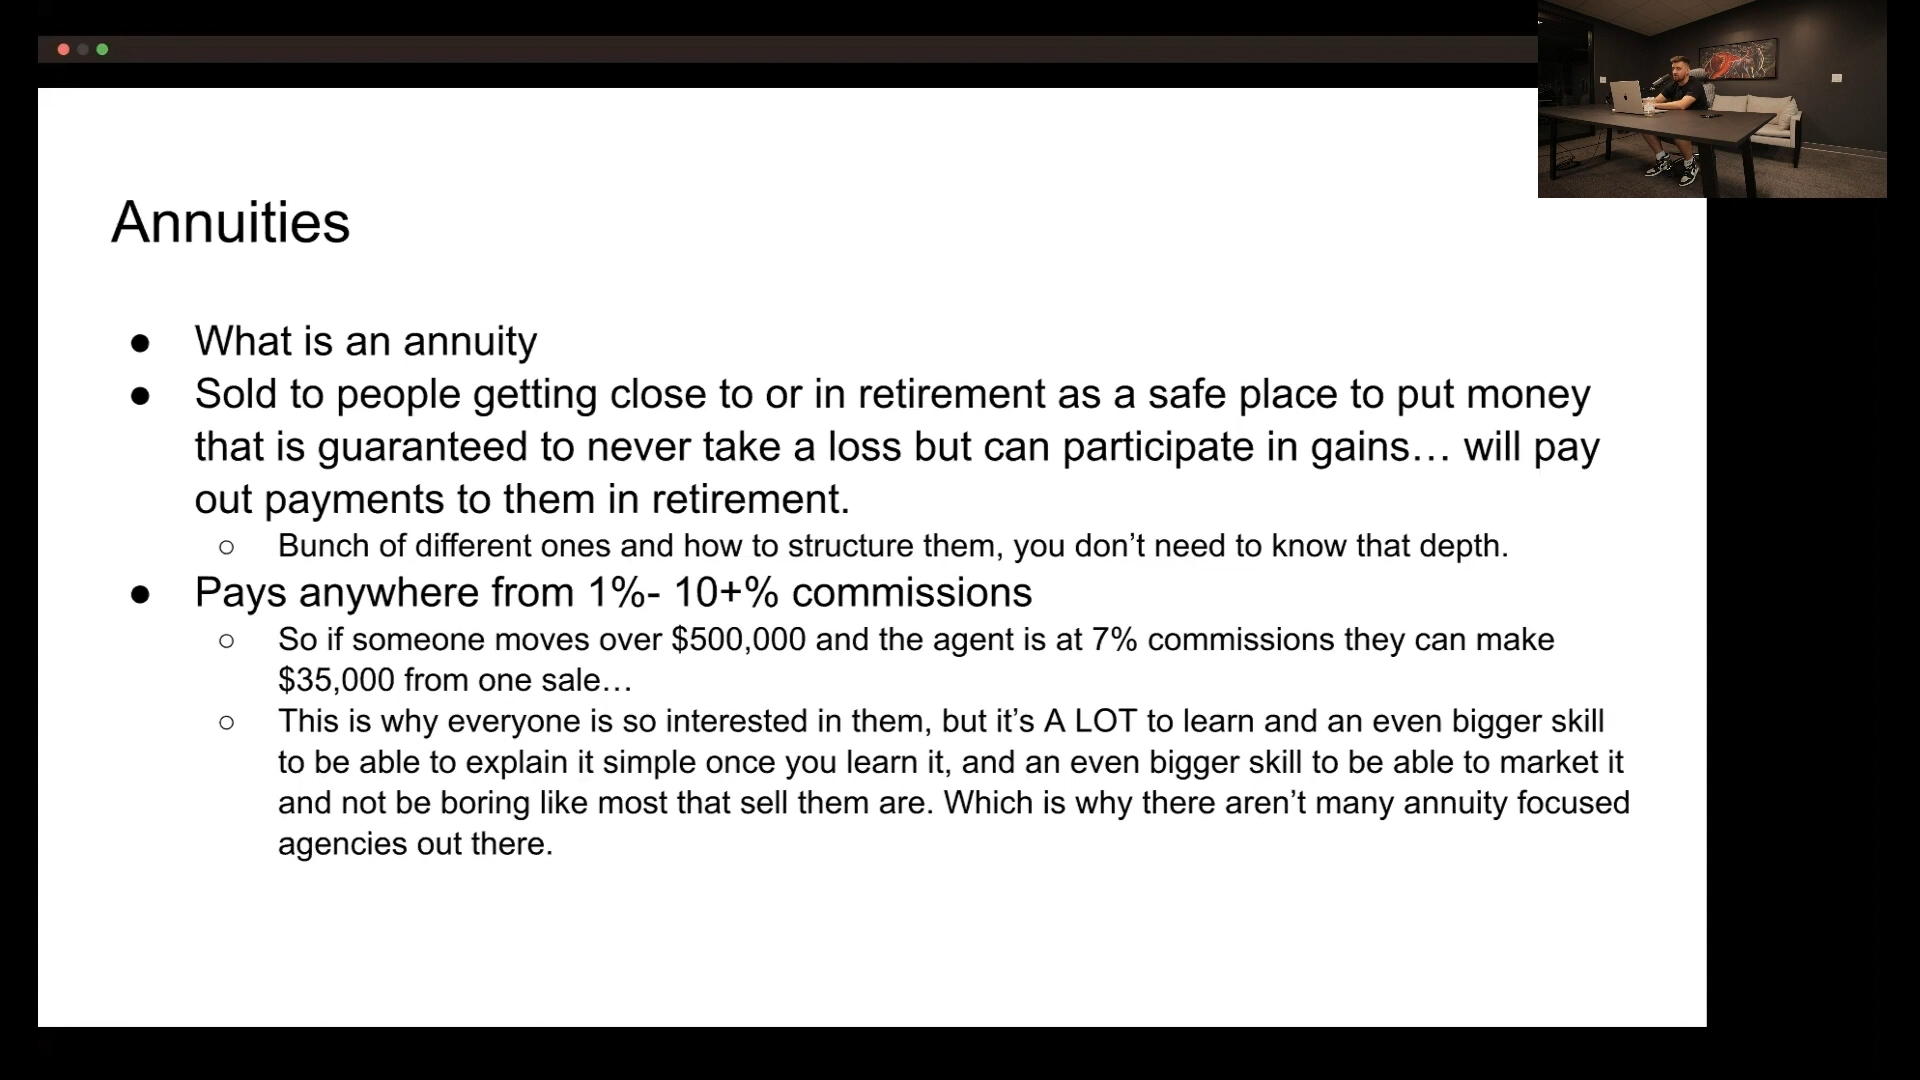 Annuities
● What is an annuity
● Sold to people getting close to or in retirement as a safe place to put money
that is guaranteed to never take a loss but can participate in gains… will pay
out payments to them in retirement.
○ Bunch of different ones and how to structure them, you don’t need to know that depth.
● Pays anywhere from 1%- 10+% commissions
○ So if someone moves over $500,000 and the agent is at 7% commissions they can make
$35,000 from one sale…
○ This is why everyone is so interested in them, but it’s A LOT to learn and an even bigger skill
to be able to explain it simple once you learn it, and an even bigger skill to be able to market it
and not be boring like most that sell them are. Which is why there aren’t many annuity focused
agencies out there.